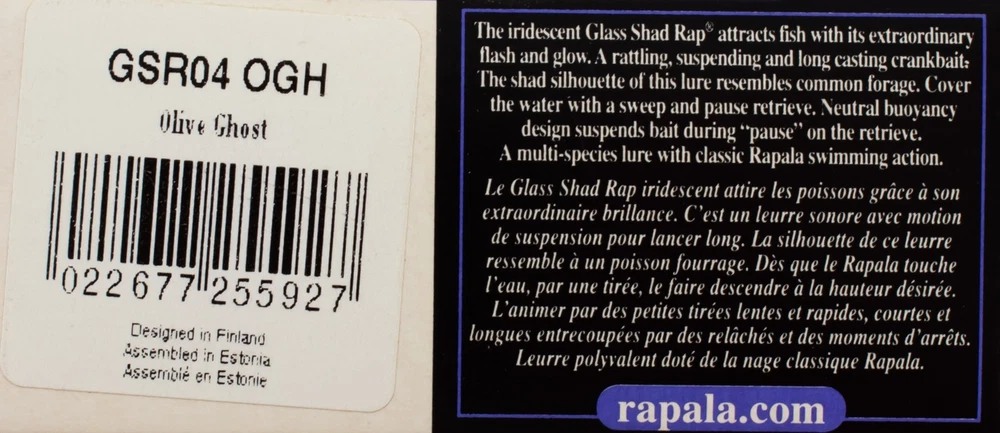 GSR04 OGH
Olive Ghost
022677 255927
Designed in Finland
Assembled in Estonia
Assemblé en Estonie
The iridescent Glass Shad Rap® attracts fish with its extraordinary
flash and glow. A rattling, suspending and long casting crankbait.
The shad silhouette of this lure resembles common forage. Cover
the water with a sweep and pause retrieve. Neutral buoyancy
design suspends bait during “pause” on the retrieve.
A multi-species lure with classic Rapala swimming action.
Le Glass Shad Rap iridescent attire les poissons grâce à son
extraordinaire brillance. C’est un leurre sonore avec motion
de suspension pour lancer long. La silhouette de ce leurre
ressemble à un poisson fourrage. Dès que le Rapala touche
l’eau, par une tirée, le faire descendre à la hauteur désirée.
L’animer par des petites tirées lentes et rapides, courtes et
longues entrecoupées par des relâchés et des moments d’arrêts.
Leurre polyvalent doté de la nage classique Rapala.
rapala.com